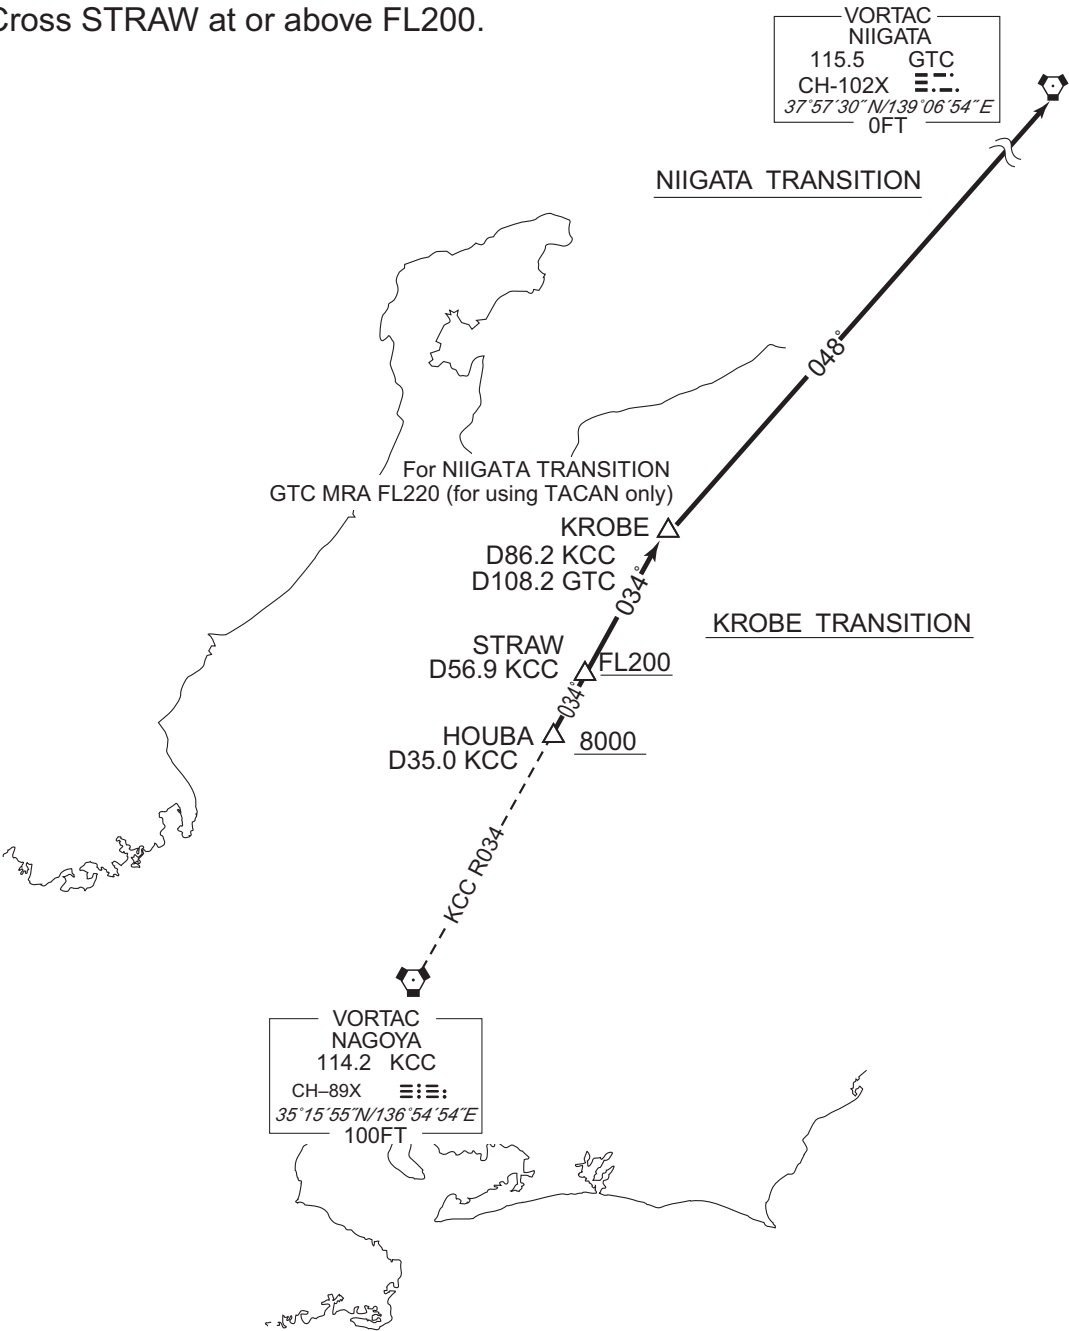 Cross STRAW at or above FL200.
VORTAC
NIIGATA
115.5 GTC
CH-102X
37°57′30″N/139°06′54″E
0FT
NIIGATA TRANSITION
048°
For NIIGATA TRANSITION
GTC MRA FL220 (for using TACAN only)
KROBE
D86.2 KCC
D108.2 GTC
034°
KROBE TRANSITION
STRAW
D56.9 KCC
FL200
034°
HOUBA
D35.0 KCC
8000
KCC R034
VORTAC
NAGOYA
114.2 KCC
CH–89X
35°15′55″N/136°54′54″E
100FT